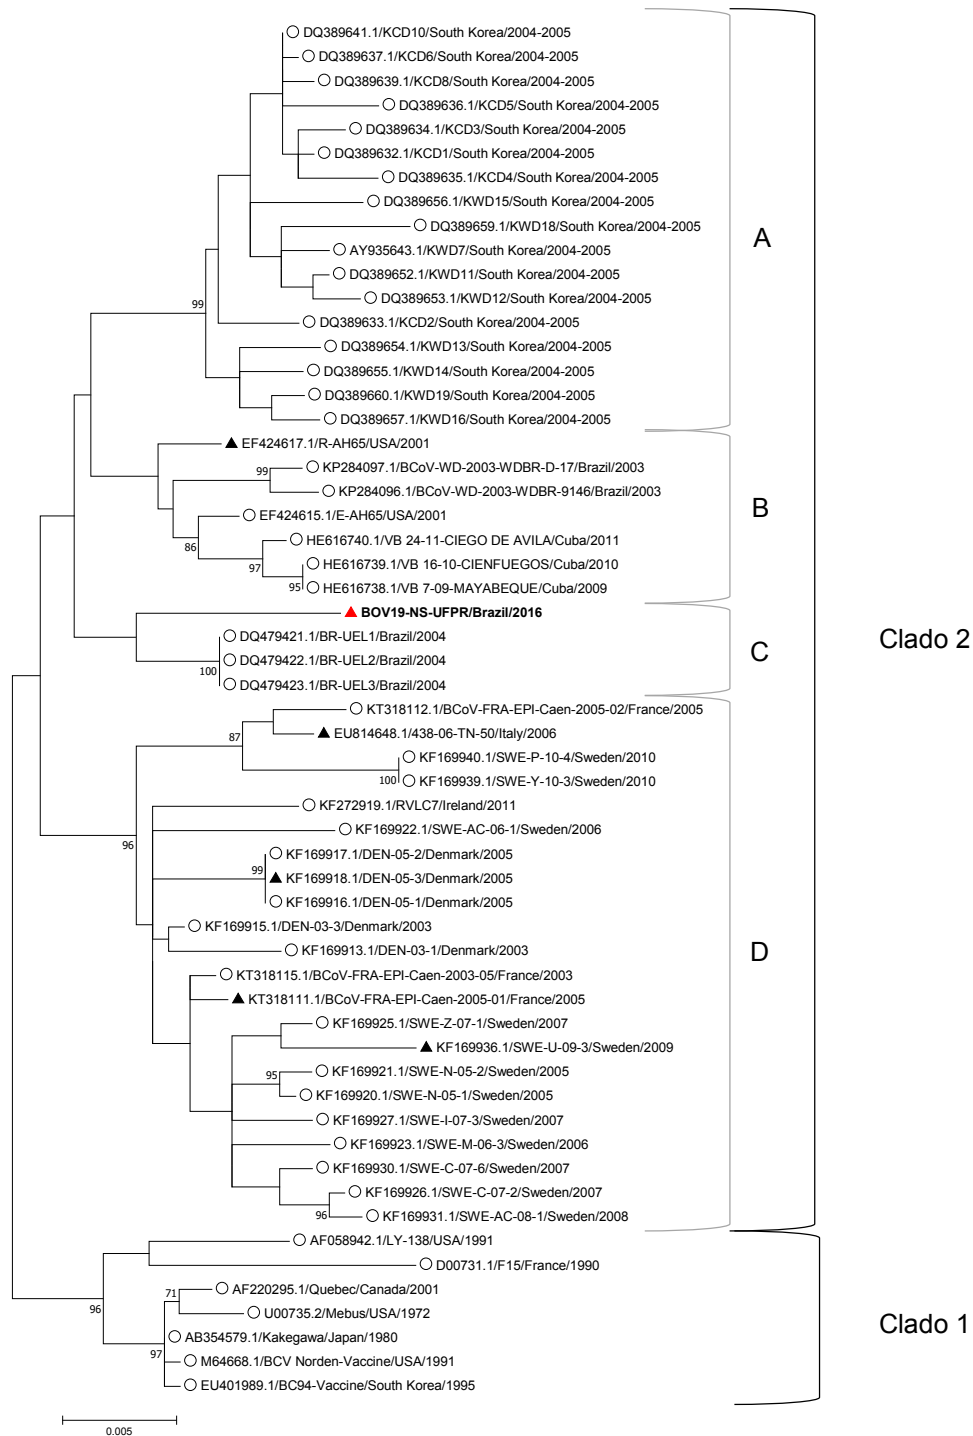 DQ389641.1/KCD10/South Korea/2004-2005
DQ389637.1/KCD6/South Korea/2004-2005
DQ389639.1/KCD8/South Korea/2004-2005
DQ389636.1/KCD5/South Korea/2004-2005
DQ389634.1/KCD3/South Korea/2004-2005
DQ389632.1/KCD1/South Korea/2004-2005
DQ389635.1/KCD4/South Korea/2004-2005
DQ389656.1/KWD15/South Korea/2004-2005
DQ389659.1/KWD18/South Korea/2004-2005
A
AY935643.1/KWD7/South Korea/2004-2005
DQ389652.1/KWD11/South Korea/2004-2005
DQ389653.1/KWD12/South Korea/2004-2005
99
DQ389633.1/KCD2/South Korea/2004-2005
DQ389654.1/KWD13/South Korea/2004-2005
DQ389655.1/KWD14/South Korea/2004-2005
DQ389660.1/KWD19/South Korea/2004-2005
DQ389657.1/KWD16/South Korea/2004-2005
EF424617.1/R-AH65/USA/2001
KP284097.1/BCoV-WD-2003-WDBR-D-17/Brazil/2003
99
KP284096.1/BCoV-WD-2003-WDBR-9146/Brazil/2003
B
EF424615.1/E-AH65/USA/2001
86
HE616740.1/VB 24-11-CIEGO DE AVILA/Cuba/2011
97
HE616739.1/VB 16-10-CIENFUEGOS/Cuba/2010
95
HE616738.1/VB 7-09-MAYABEQUE/Cuba/2009
BOV19-NS-UFPR/Brazil/2016
DQ479421.1/BR-UEL1/Brazil/2004
Clado 2
C
DQ479422.1/BR-UEL2/Brazil/2004
100
DQ479423.1/BR-UEL3/Brazil/2004
KT318112.1/BCoV-FRA-EPI-Caen-2005-02/France/2005
87
EU814648.1/438-06-TN-50/Italy/2006
KF169940.1/SWE-P-10-4/Sweden/2010
100
KF169939.1/SWE-Y-10-3/Sweden/2010
KF272919.1/RVLC7/Ireland/2011
KF169922.1/SWE-AC-06-1/Sweden/2006
96
KF169917.1/DEN-05-2/Denmark/2005
99
KF169918.1/DEN-05-3/Denmark/2005
KF169916.1/DEN-05-1/Denmark/2005
KF169915.1/DEN-03-3/Denmark/2003
KF169913.1/DEN-03-1/Denmark/2003
D
KT318115.1/BCoV-FRA-EPI-Caen-2003-05/France/2003
KT318111.1/BCoV-FRA-EPI-Caen-2005-01/France/2005
KF169925.1/SWE-Z-07-1/Sweden/2007
KF169936.1/SWE-U-09-3/Sweden/2009
95
KF169921.1/SWE-N-05-2/Sweden/2005
KF169920.1/SWE-N-05-1/Sweden/2005
KF169927.1/SWE-I-07-3/Sweden/2007
KF169923.1/SWE-M-06-3/Sweden/2006
KF169930.1/SWE-C-07-6/Sweden/2007
KF169926.1/SWE-C-07-2/Sweden/2007
96
KF169931.1/SWE-AC-08-1/Sweden/2008
AF058942.1/LY-138/USA/1991
D00731.1/F15/France/1990
96
AF220295.1/Quebec/Canada/2001
71
U00735.2/Mebus/USA/1972
Clado 1
AB354579.1/Kakegawa/Japan/1980
97
M64668.1/BCV Norden-Vaccine/USA/1991
EU401989.1/BC94-Vaccine/South Korea/1995
0.005